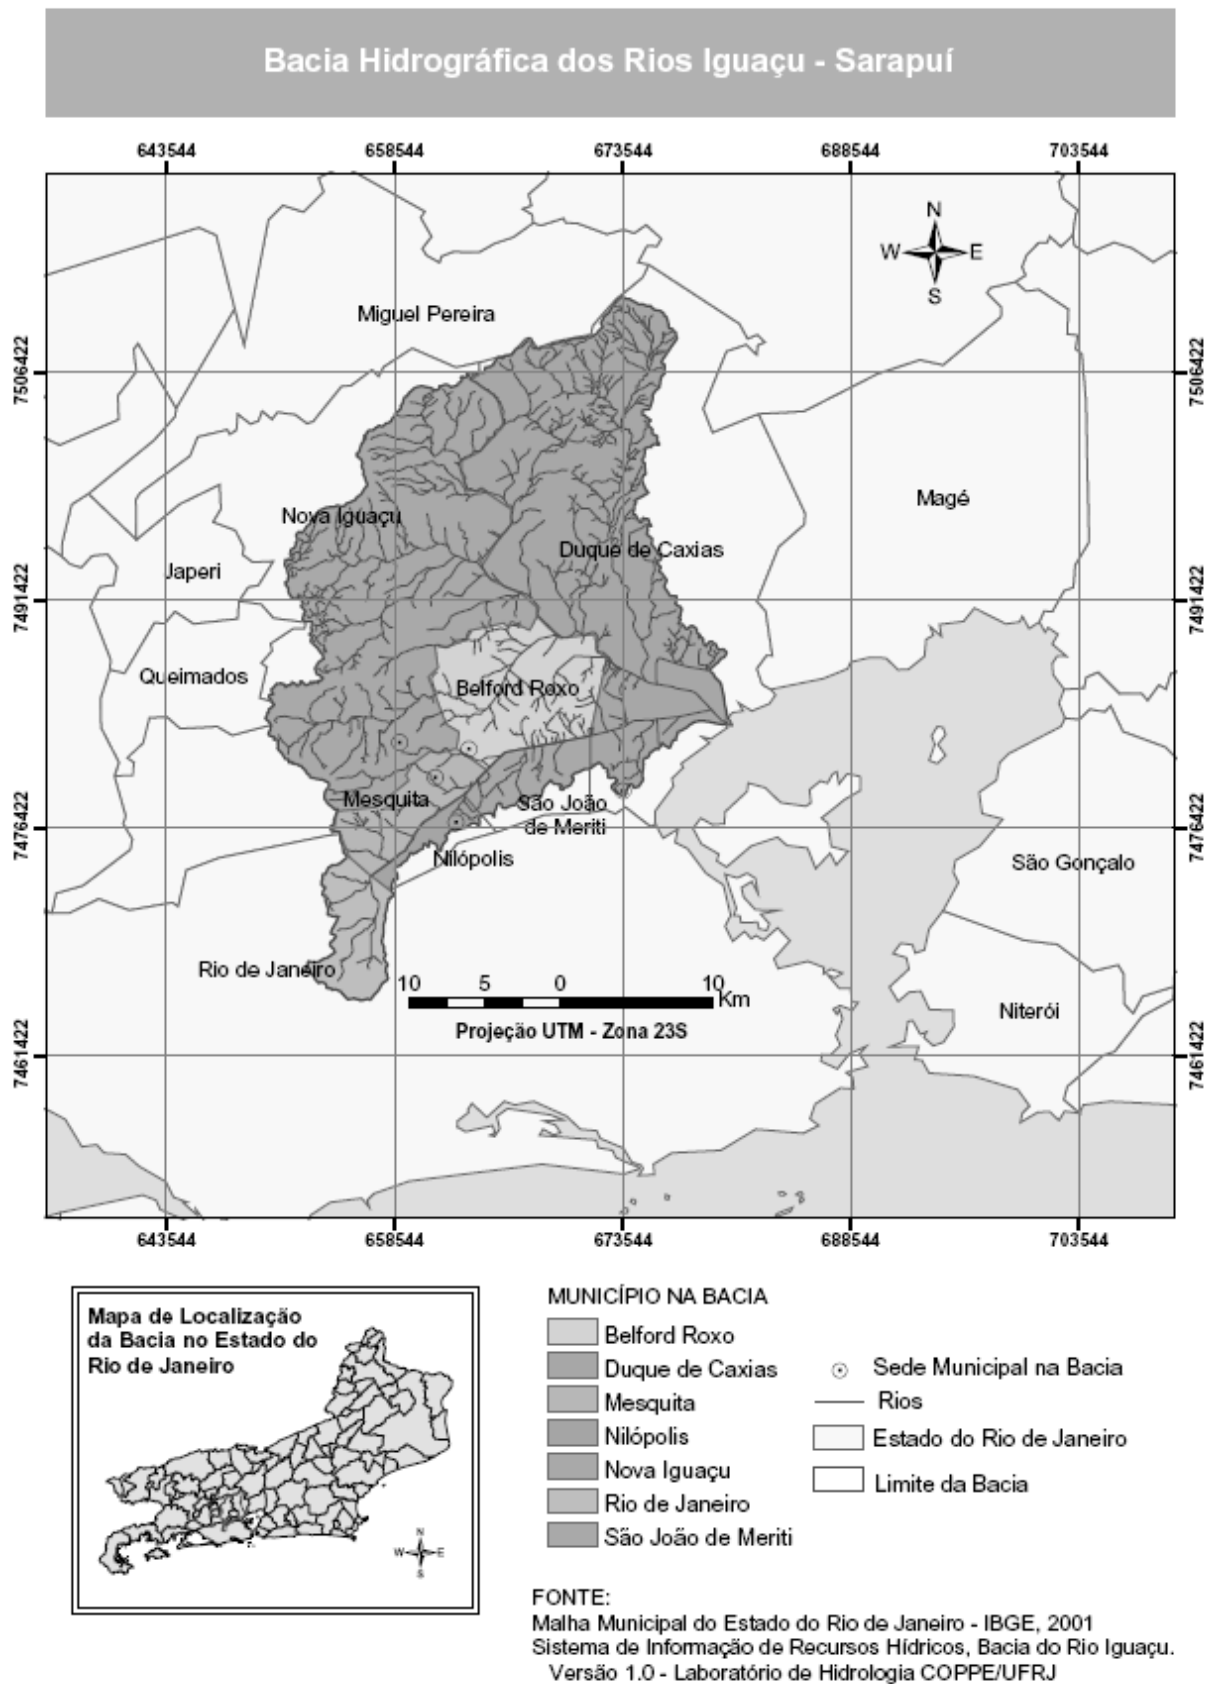 Bacia Hidrográfica dos Rios Iguaçu - Sarapuí
643544 658544 673544 688544 703544
N
W E
S
Miguel Pereira
7506422 7506422
Magé
Nova Iguaçu
Duque de Caxias
Japeri
7491422 7491422
Queimados
Belford Roxo
Mesquita
São João
de Meriti
7476422 7476422
Nilópolis
São Gonçalo
Rio de Janeiro
10 5 0 10
Km
Niterói
Projeção UTM - Zona 23S
7461422 7461422
643544 658544 673544 688544 703544
Mapa de Localização
da Bacia no Estado do
Rio de Janeiro
N
W E
S
MUNICÍPIO NA BACIA
Belford Roxo
Duque de Caxias
Mesquita
Nilópolis
Nova Iguaçu
Rio de Janeiro
São João de Meriti
Sede Municipal na Bacia
Rios
Estado do Rio de Janeiro
Limite da Bacia
FONTE:
Malha Municipal do Estado do Rio de Janeiro - IBGE, 2001
Sistema de Informação de Recursos Hídricos, Bacia do Rio Iguaçu.
Versão 1.0 - Laboratório de Hidrologia COPPE/UFRJ